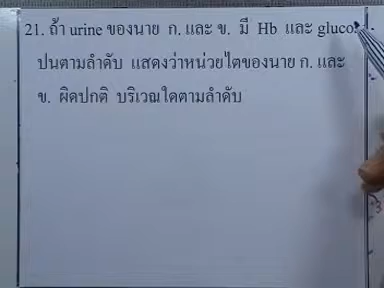 21. ถ้า urine ของนาย ก. และ ข. มี Hb และ glucos
ปนตามลำดับ แสดงว่าหน่วยไตของนาย ก. และ
ข. ผิดปกติ บริเวณใดตามลำดับ